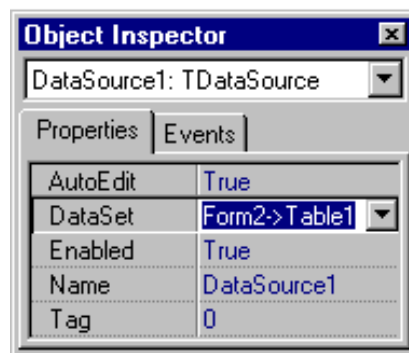 Object Inspector
DataSource1: TDataSource
Properties Events
AutoEdit True
DataSet Form2->Table1
Enabled True
Name DataSource1
Tag 0